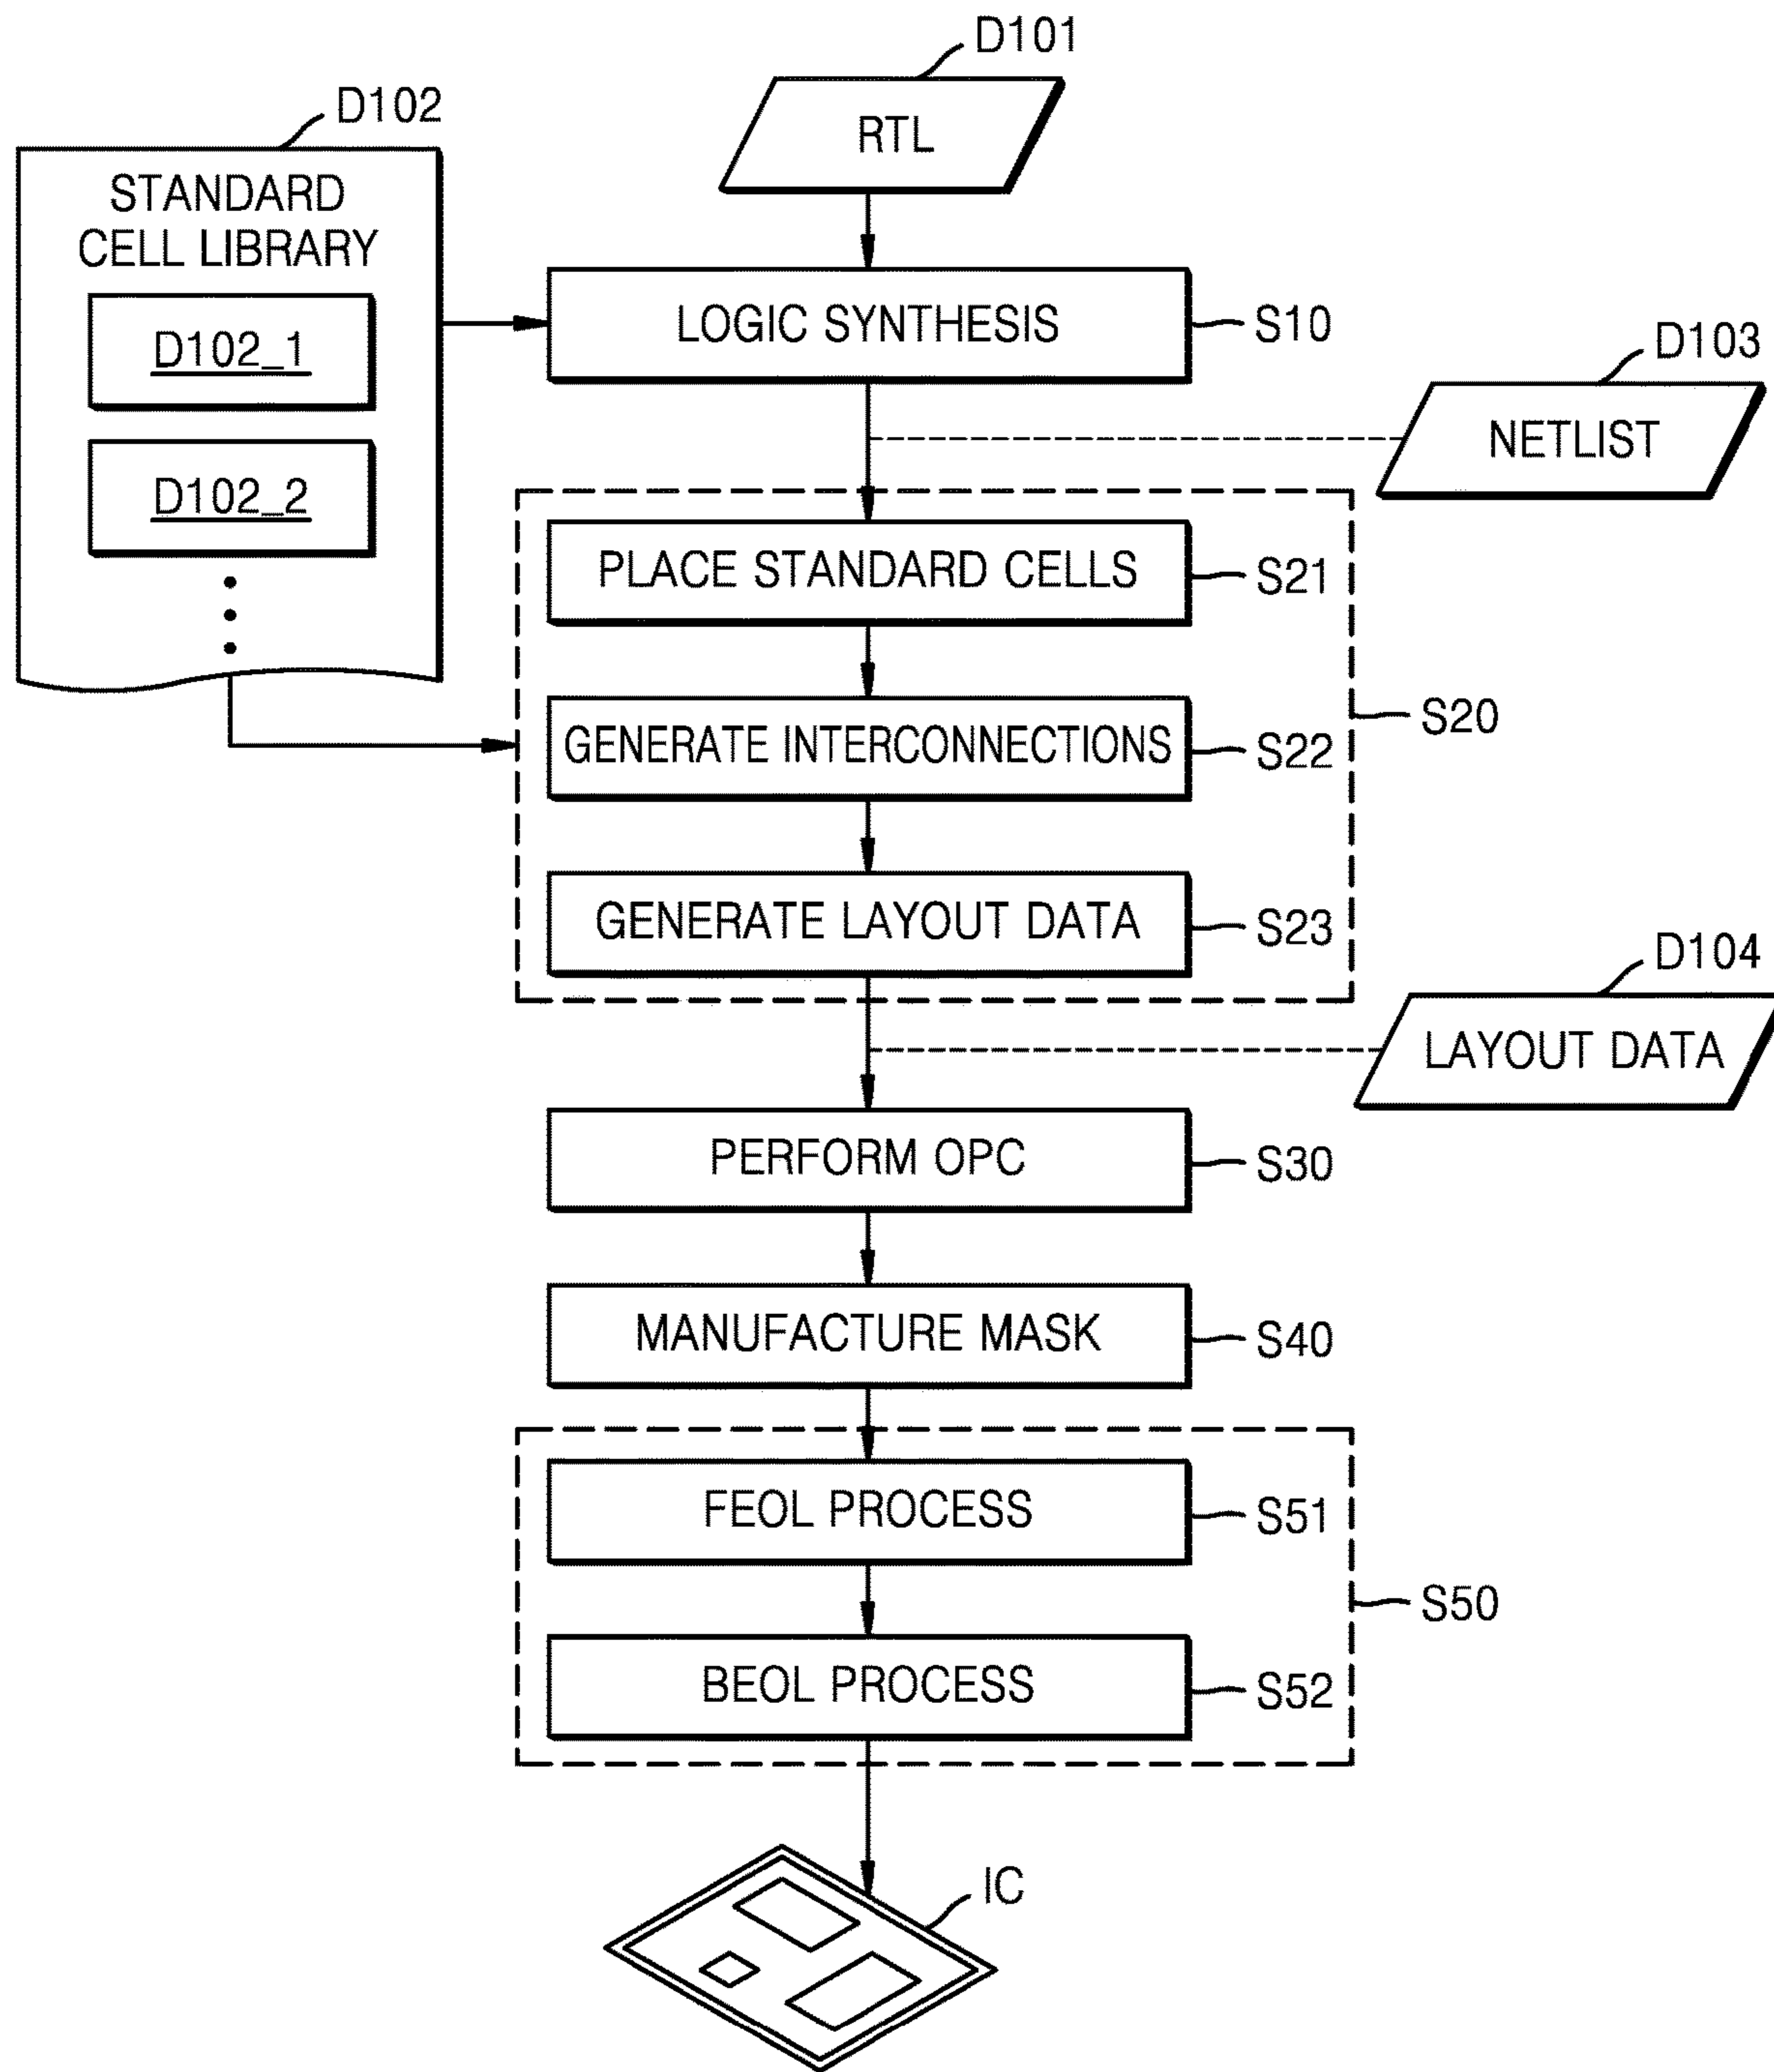 D101
RTL
D102
STANDARD
CELL LIBRARY
D102_1
D102_2
LOGIC SYNTHESIS
S10
D103
NETLIST
PLACE STANDARD CELLS
S21
GENERATE INTERCONNECTIONS
S22
S20
GENERATE LAYOUT DATA
S23
D104
LAYOUT DATA
PERFORM OPC
S30
MANUFACTURE MASK
S40
FEOL PROCESS
S51
S50
BEOL PROCESS
S52
IC